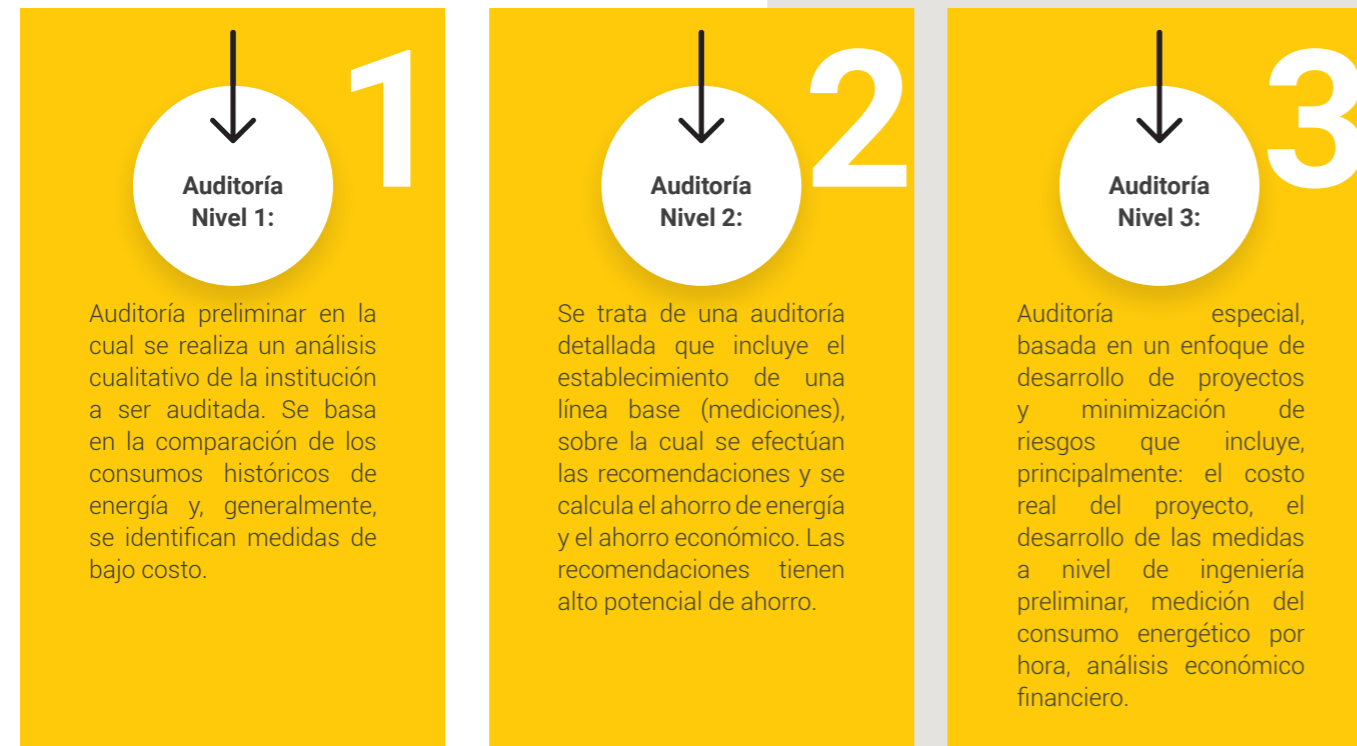 1
Auditoría
Nivel 1:
Auditoría preliminar en la
cual se realiza un análisis
cualitativo de la institución
a ser auditada. Se basa
en la comparación de los
consumos históricos de
energía y, generalmente,
se identifican medidas de
bajo costo.
2
Auditoría
Nivel 2:
Se trata de una auditoría
detallada que incluye el
establecimiento de una
línea base (mediciones),
sobre la cual se efectúan
las recomendaciones y se
calcula el ahorro de energía
y el ahorro económico. Las
recomendaciones tienen
alto potencial de ahorro.
3
Auditoría
Nivel 3:
Auditoría especial,
basada en un enfoque de
desarrollo de proyectos
y minimización de
riesgos que incluye,
principalmente: el costo
real del proyecto, el
desarrollo de las medidas
a nivel de ingeniería
preliminar, medición del
consumo energético por
hora, análisis económico
financiero.